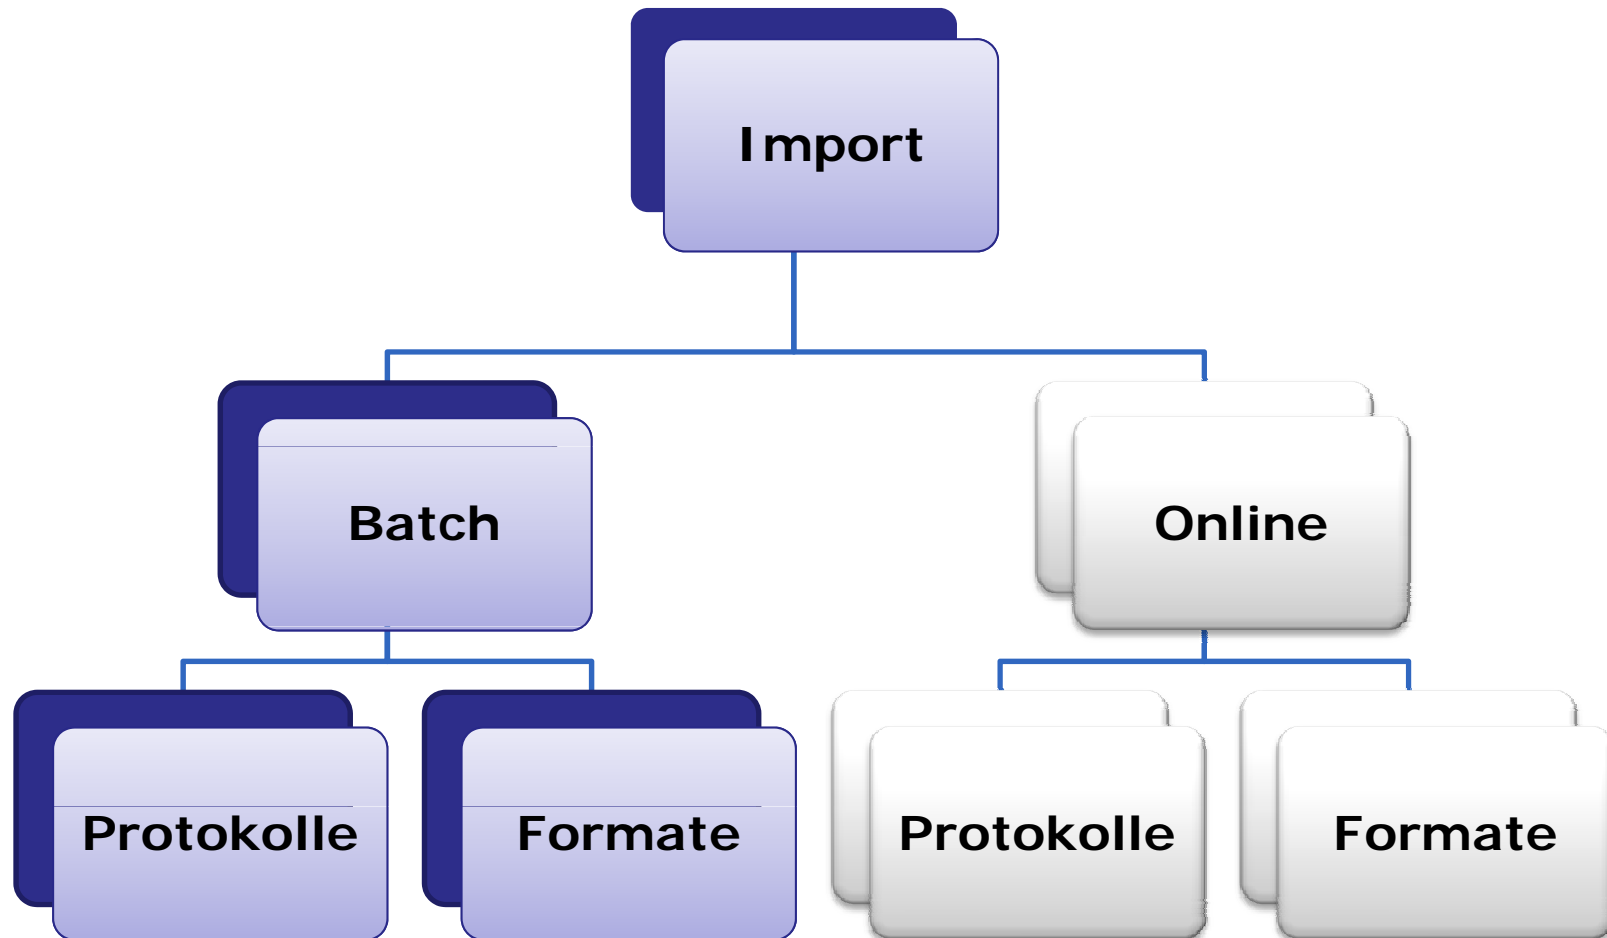 Import
Batch
Online
Protokolle
Formate
Protokolle
Formate